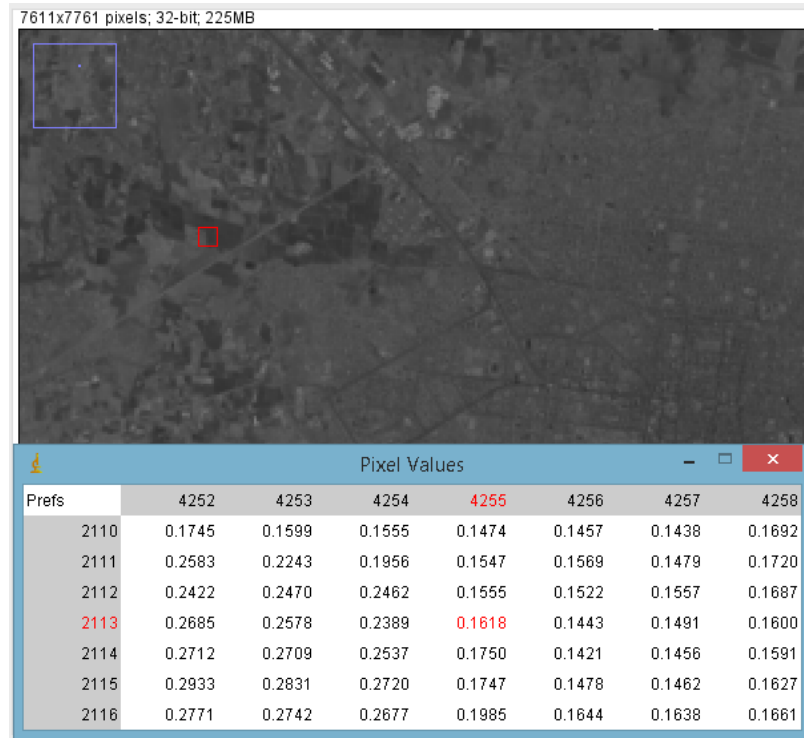 7611x7761 pixels; 32-bit; 225MB
Pixel Values
Prefs 4252 4253 4254 4255 4256 4257 4258
2110 0.1745 0.1599 0.1555 0.1474 0.1457 0.1438 0.1692
2111 0.2583 0.2243 0.1956 0.1547 0.1569 0.1479 0.1720
2112 0.2422 0.2470 0.2462 0.1555 0.1522 0.1557 0.1687
2113 0.2685 0.2578 0.2389 0.1618 0.1443 0.1491 0.1600
2114 0.2712 0.2709 0.2537 0.1750 0.1421 0.1456 0.1591
2115 0.2933 0.2831 0.2720 0.1747 0.1478 0.1462 0.1627
2116 0.2771 0.2742 0.2677 0.1985 0.1644 0.1638 0.1661